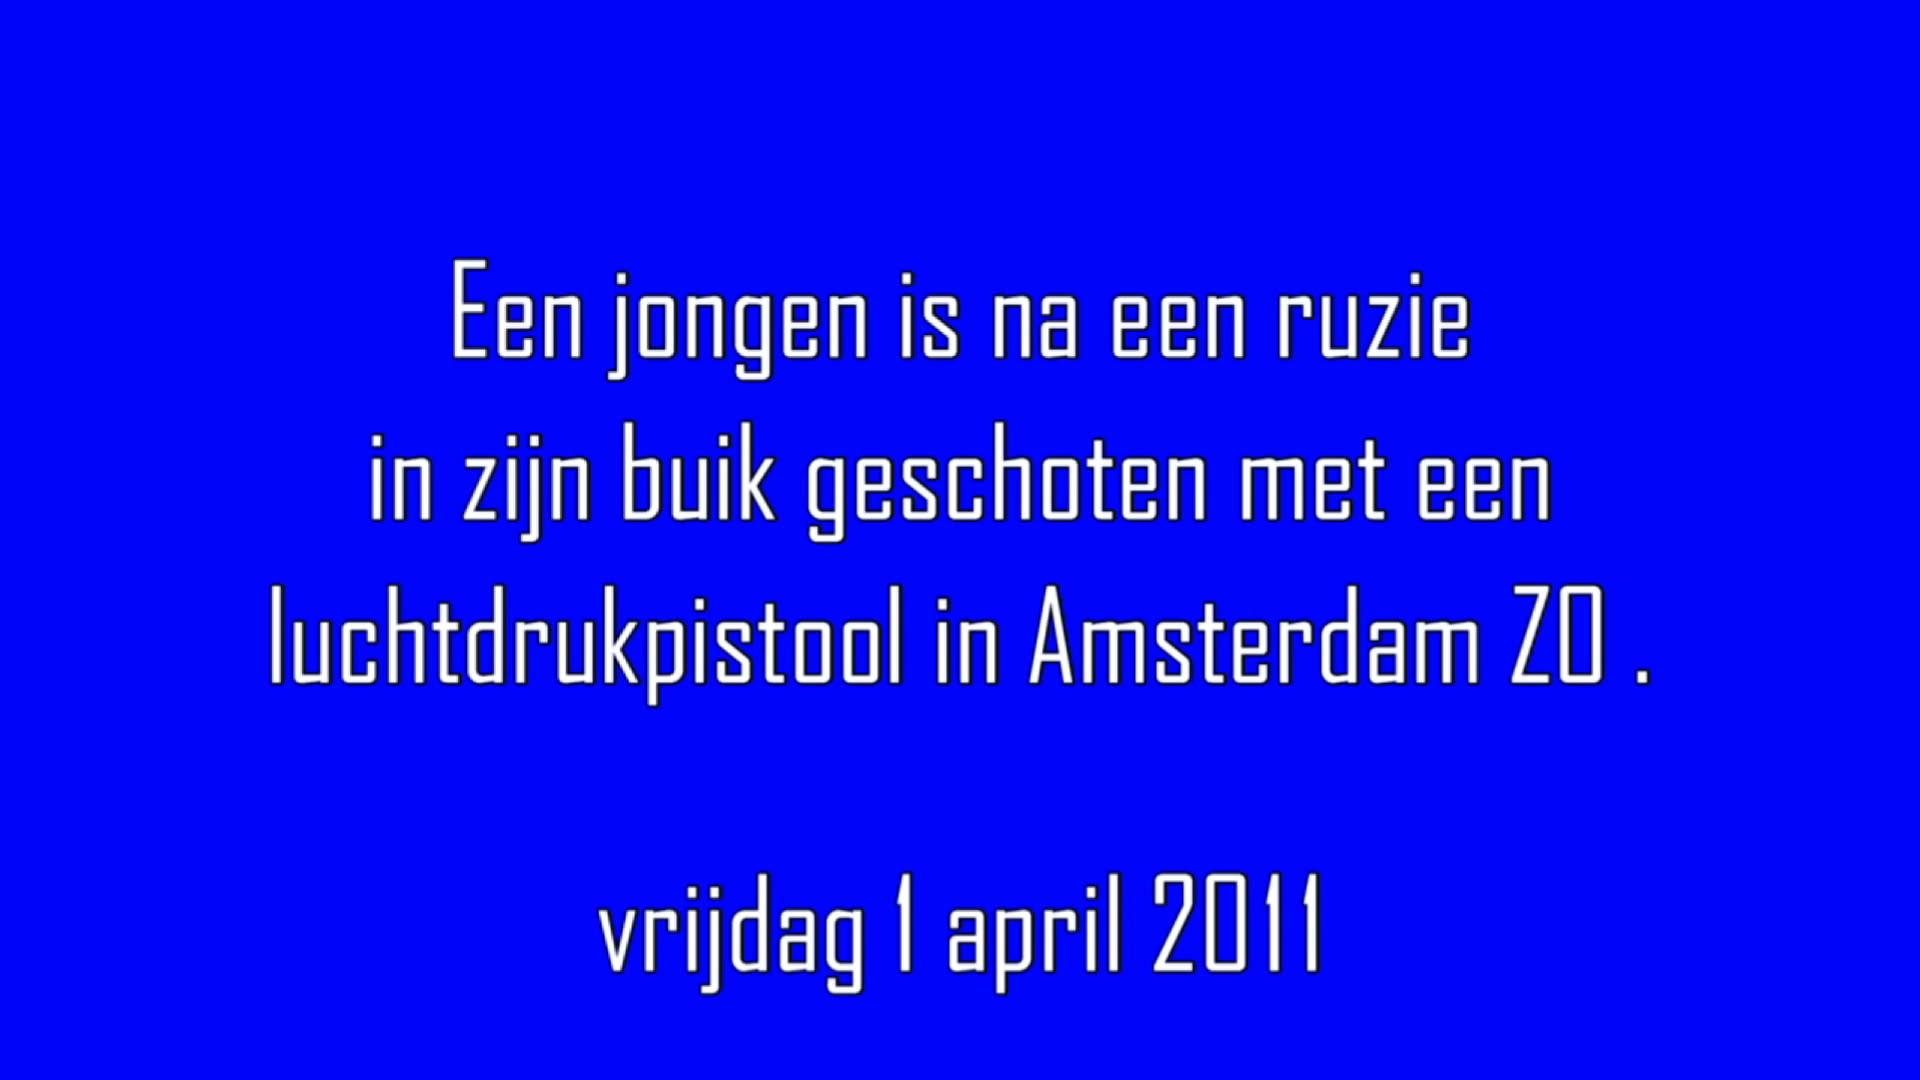 Een jongen is na een ruzie
in zijn buik geschoten met een
luchtdrukpistool in Amsterdam ZO .
vrijdag 1 april 2011